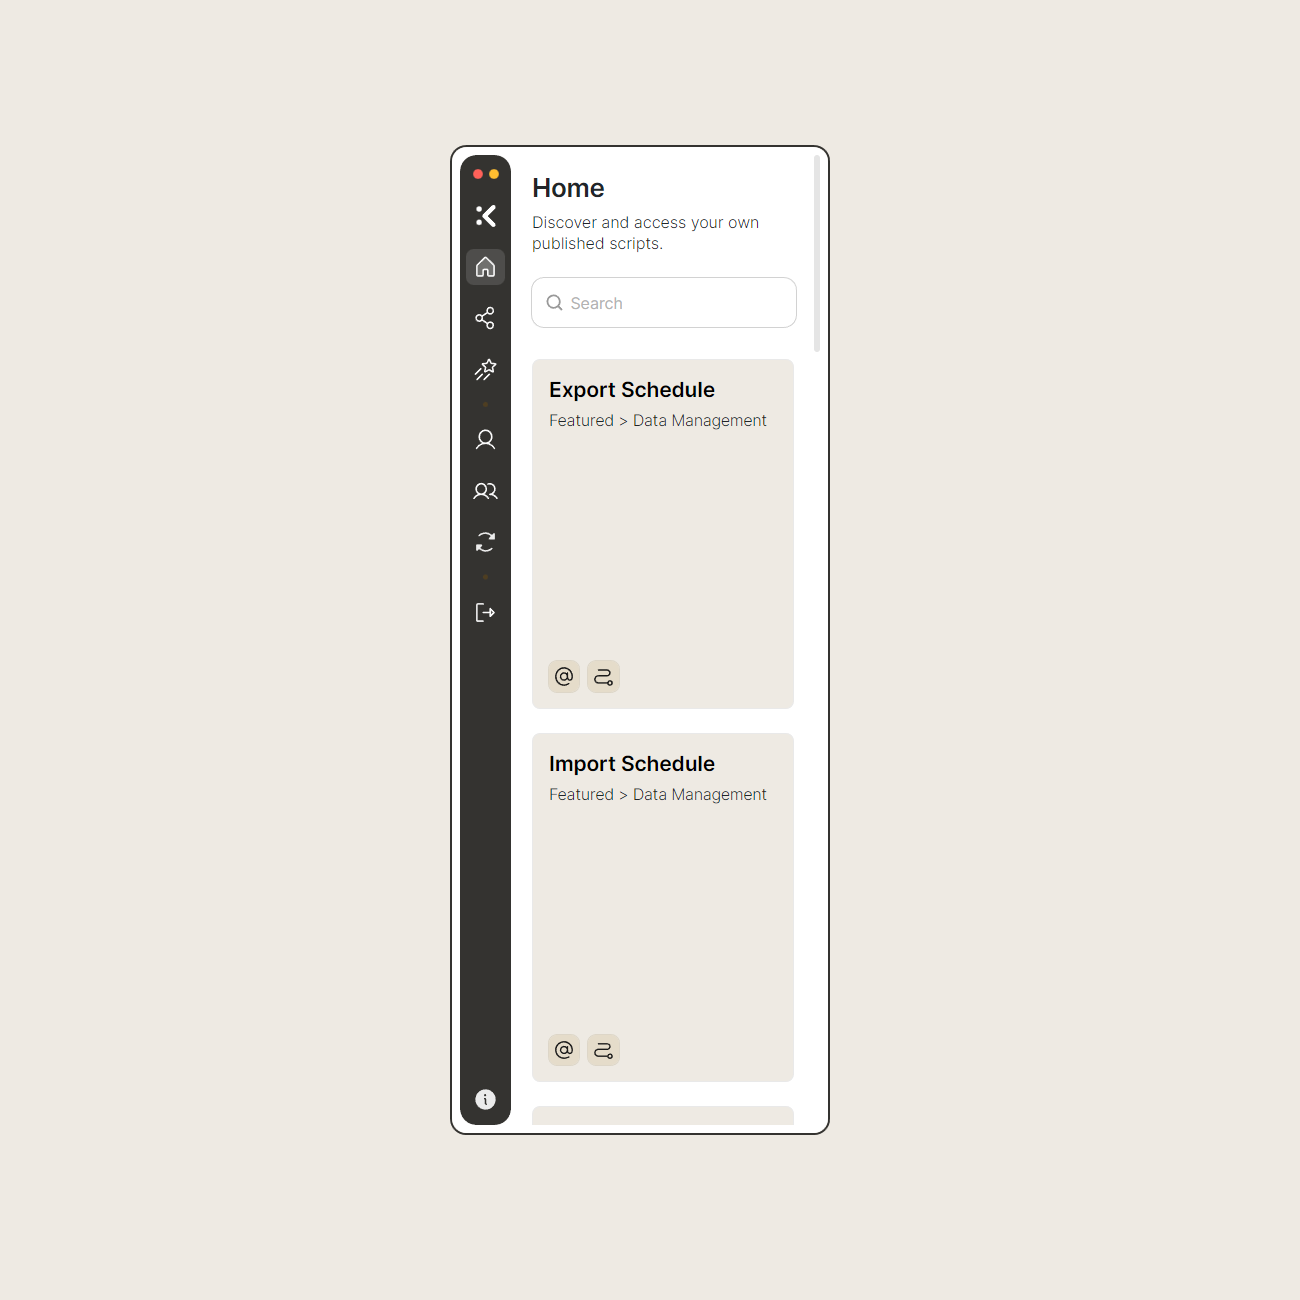 Home
Discover and access your own
published scripts.
Search
Export Schedule
Featured > Data Management
Import Schedule
Featured > Data Management